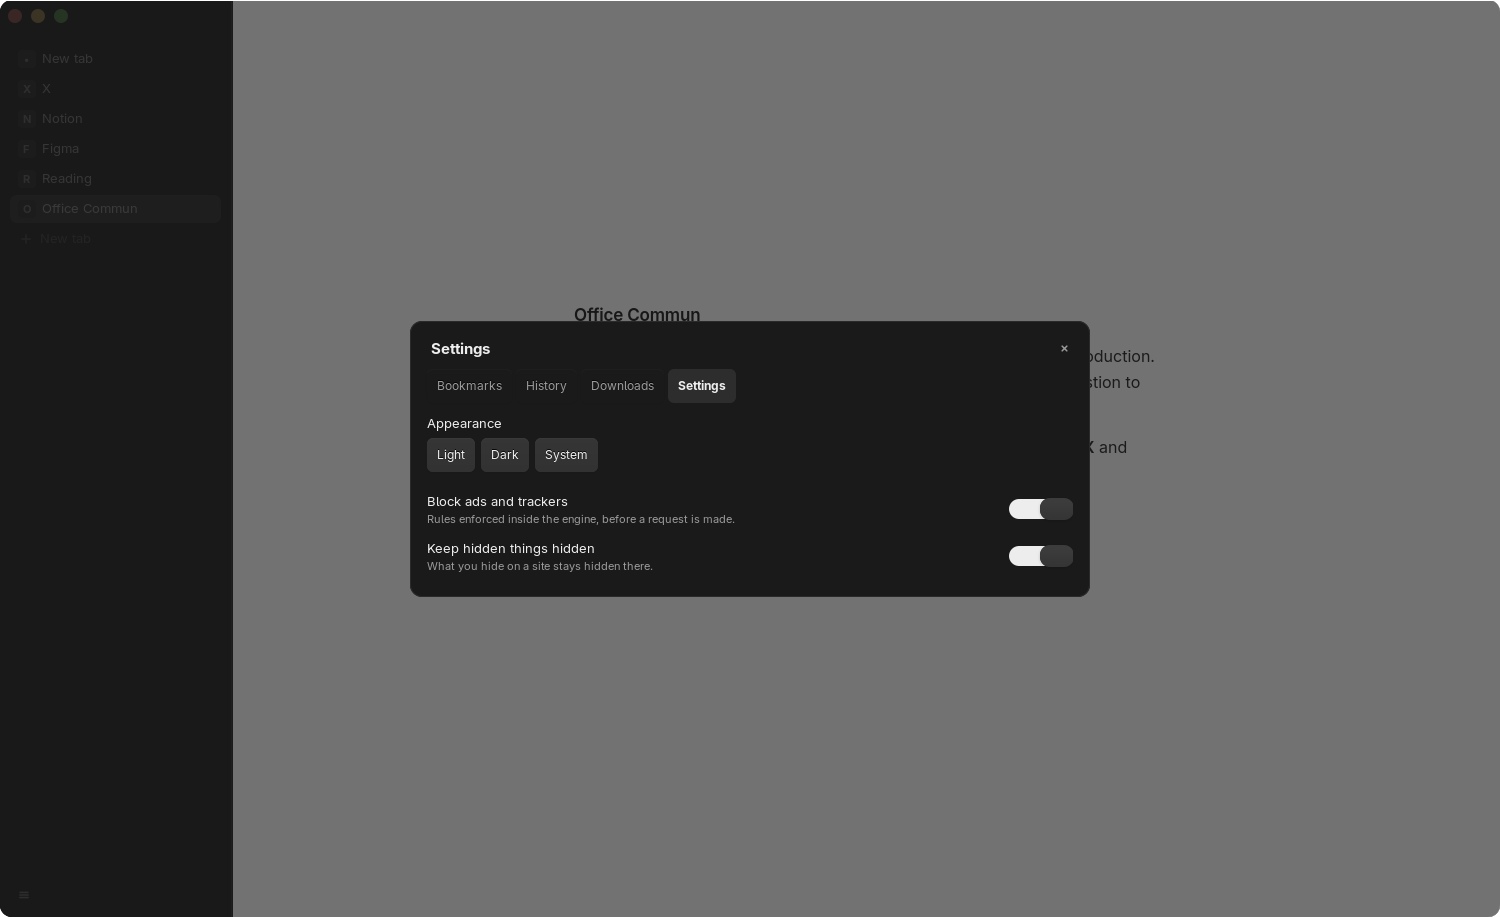 New tab
X X
N Notion
F Figma
R Reading
O Office Commun
+ New tab
Office Commun
oduction.
stion to
X and
Settings
×
Bookmarks History Downloads Settings
Appearance
Light Dark System
Block ads and trackers
Rules enforced inside the engine, before a request is made.
Keep hidden things hidden
What you hide on a site stays hidden there.